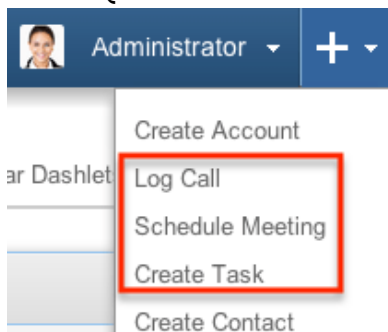 Administrator
Create Account
ar Dashlet
Log Call
Schedule Meeting
Create Task
Create Contact